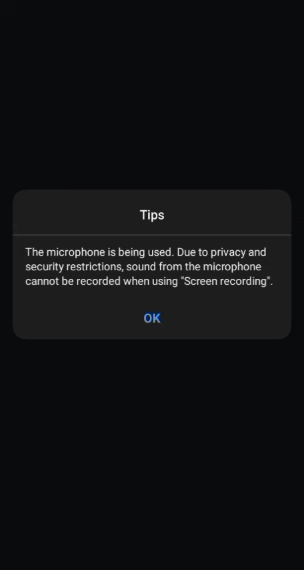 Tips
The microphone is being used. Due to privacy and
security restrictions, sound from the microphone
cannot be recorded when using "Screen recording".
OK